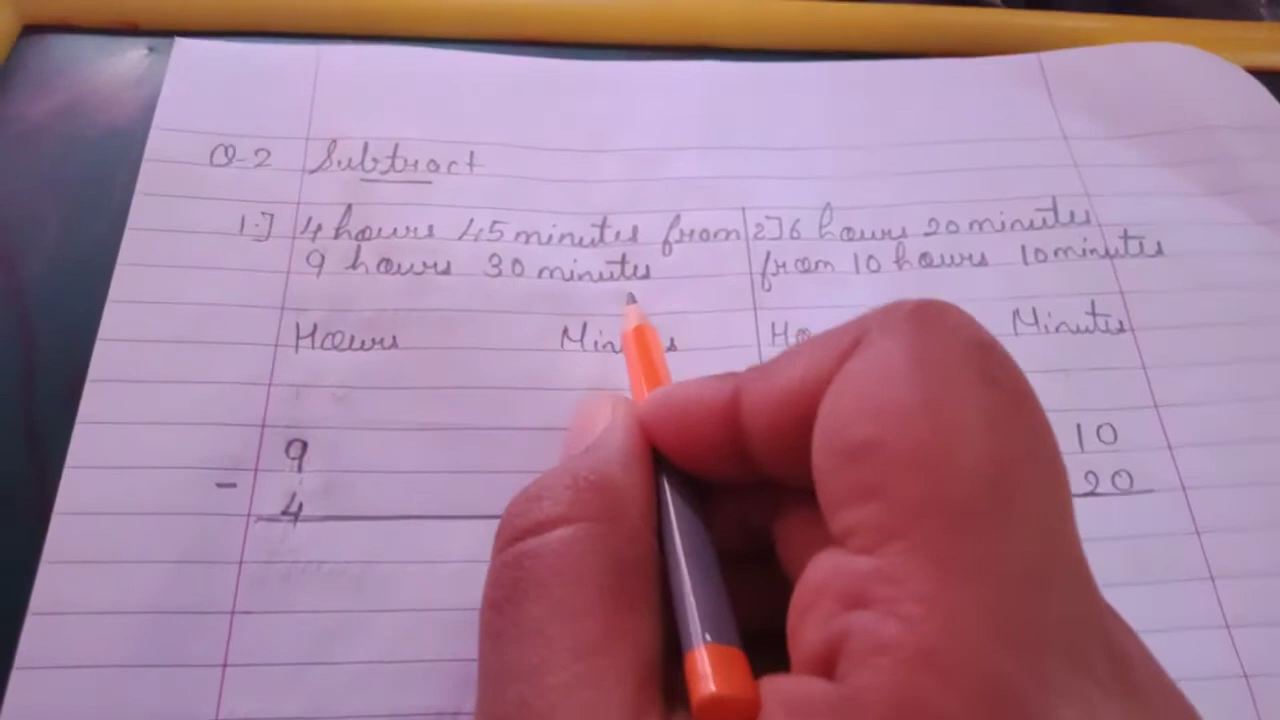 Q-2 Subtract
1.] 4 hours 45 minutes from
9 hours 30 minutes
Hours
9
- 4
2] 6 hours 20 minutes
from 10 hours 10 minutes
Minutes
10
20